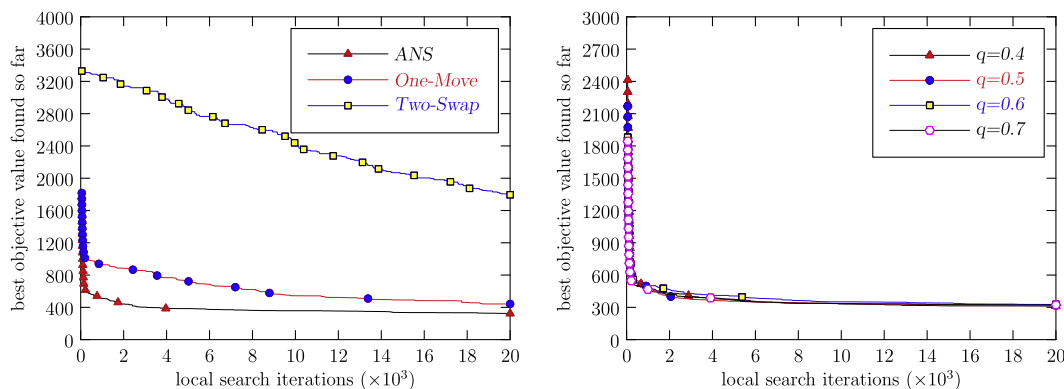 4000
3600
3200
2800
2400
2000
1600
1200
800
400
0
best objective value found so far
0 2 4 6 8 10 12 14 16 18 20
local search iterations (×10³)
ANS
One-Move
Two-Swap
3000
2700
2400
2100
1800
1500
1200
900
600
300
0
best objective value found so far
0 2 4 6 8 10 12 14 16 18 20
local search iterations (×10³)
q=0.4
q=0.5
q=0.6
q=0.7